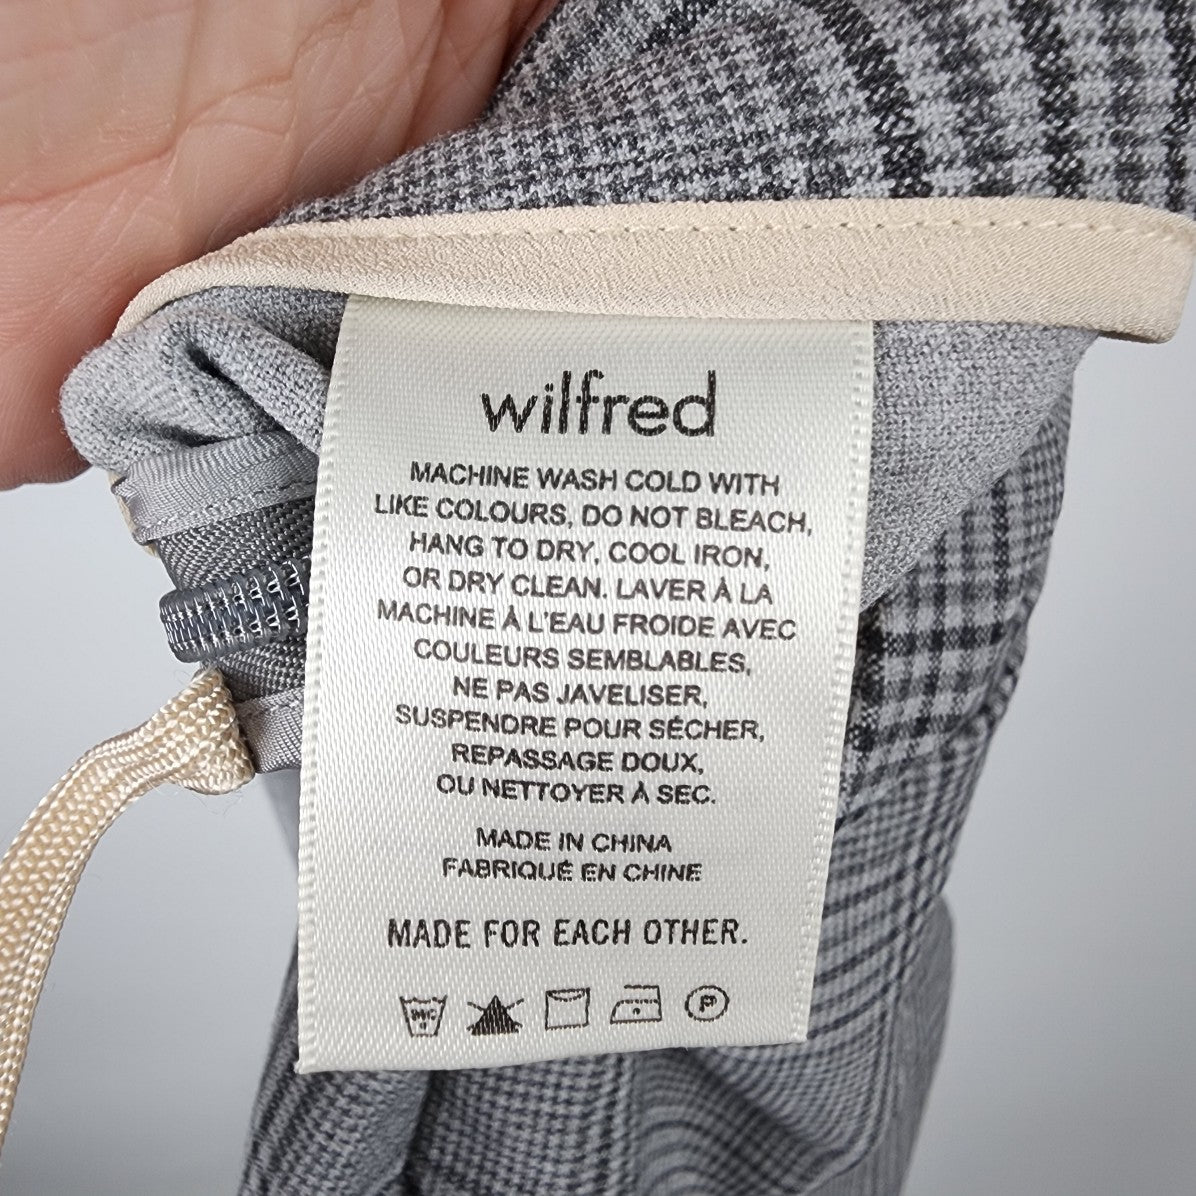 wilfred
MACHINE WASH COLD WITH
LIKE COLOURS, DO NOT BLEACH,
HANG TO DRY, COOL IRON,
OR DRY CLEAN. LAVER À LA
MACHINE À L'EAU FROIDE AVEC
COULEURS SEMBLABLES,
NE PAS JAVELISER,
SUSPENDRE POUR SÉCHER,
REPASSAGE DOUX,
OU NETTOYER À SEC.
MADE IN CHINA
FABRIQUÉ EN CHINE
MADE FOR EACH OTHER.
P